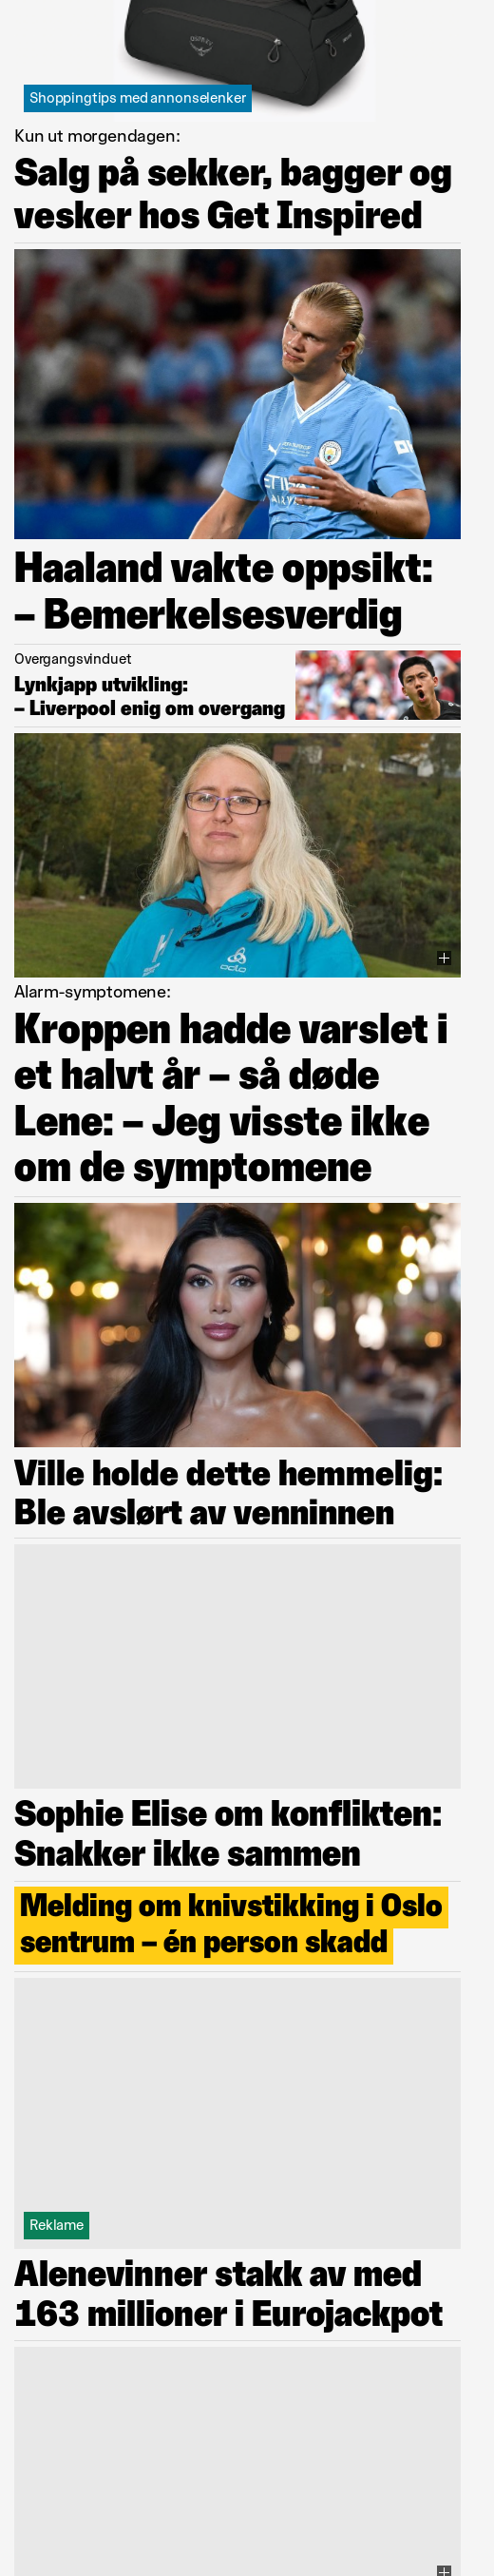 OSPREY
Shoppingtips med annonselenker
Kun ut morgendagen:
Salg på sekker, bagger og
vesker hos Get Inspired
Haaland vakte oppsikt:
– Bemerkelsesverdig
Overgangsvinduet
Lynkjapp utvikling:
– Liverpool enig om overgang
Alarm-symptomene:
Kroppen hadde varslet i
et halvt år – så døde
Lene: – Jeg visste ikke
om de symptomene
Ville holde dette hemmelig:
Ble avslørt av venninnen
Sophie Elise om konflikten:
Snakker ikke sammen
Melding om knivstikking i Oslo
sentrum – én person skadd
Reklame
Alenevinner stakk av med
163 millioner i Eurojackpot